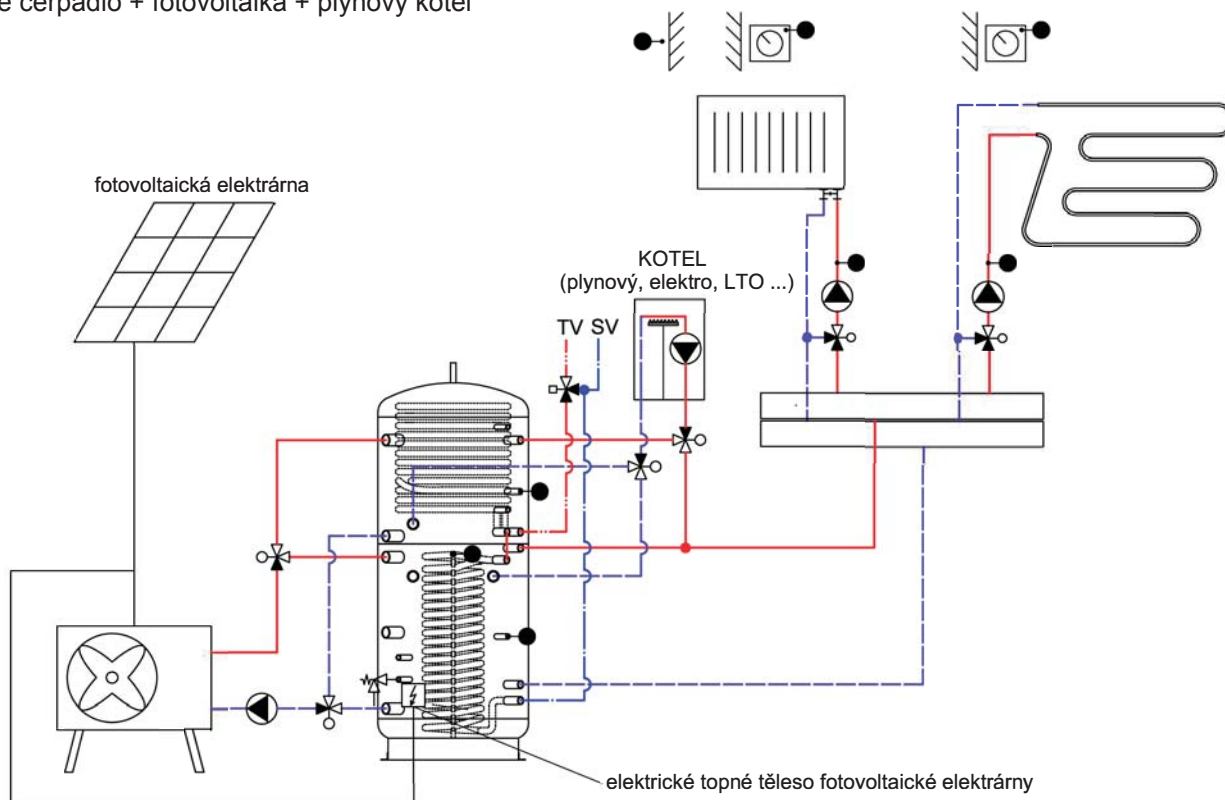 čerpadlo + fotovoltaika + plynový kotel
fotovoltaická elektrárna
KOTEL
(plynový, elektro, LTO ...)
TV SV
elektrické topné těleso fotovoltaické elektrárny